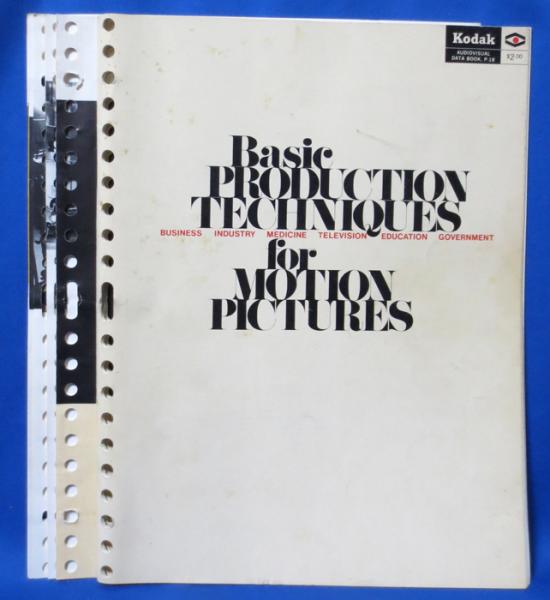 Kodak
AUDIOVISUAL
DATA BOOK, P-18
$2.00
Basic
PRODUCTION
TECHNIQUES
BUSINESS INDUSTRY MEDICINE TELEVISION EDUCATION GOVERNMENT
for
MOTION
PICTURES